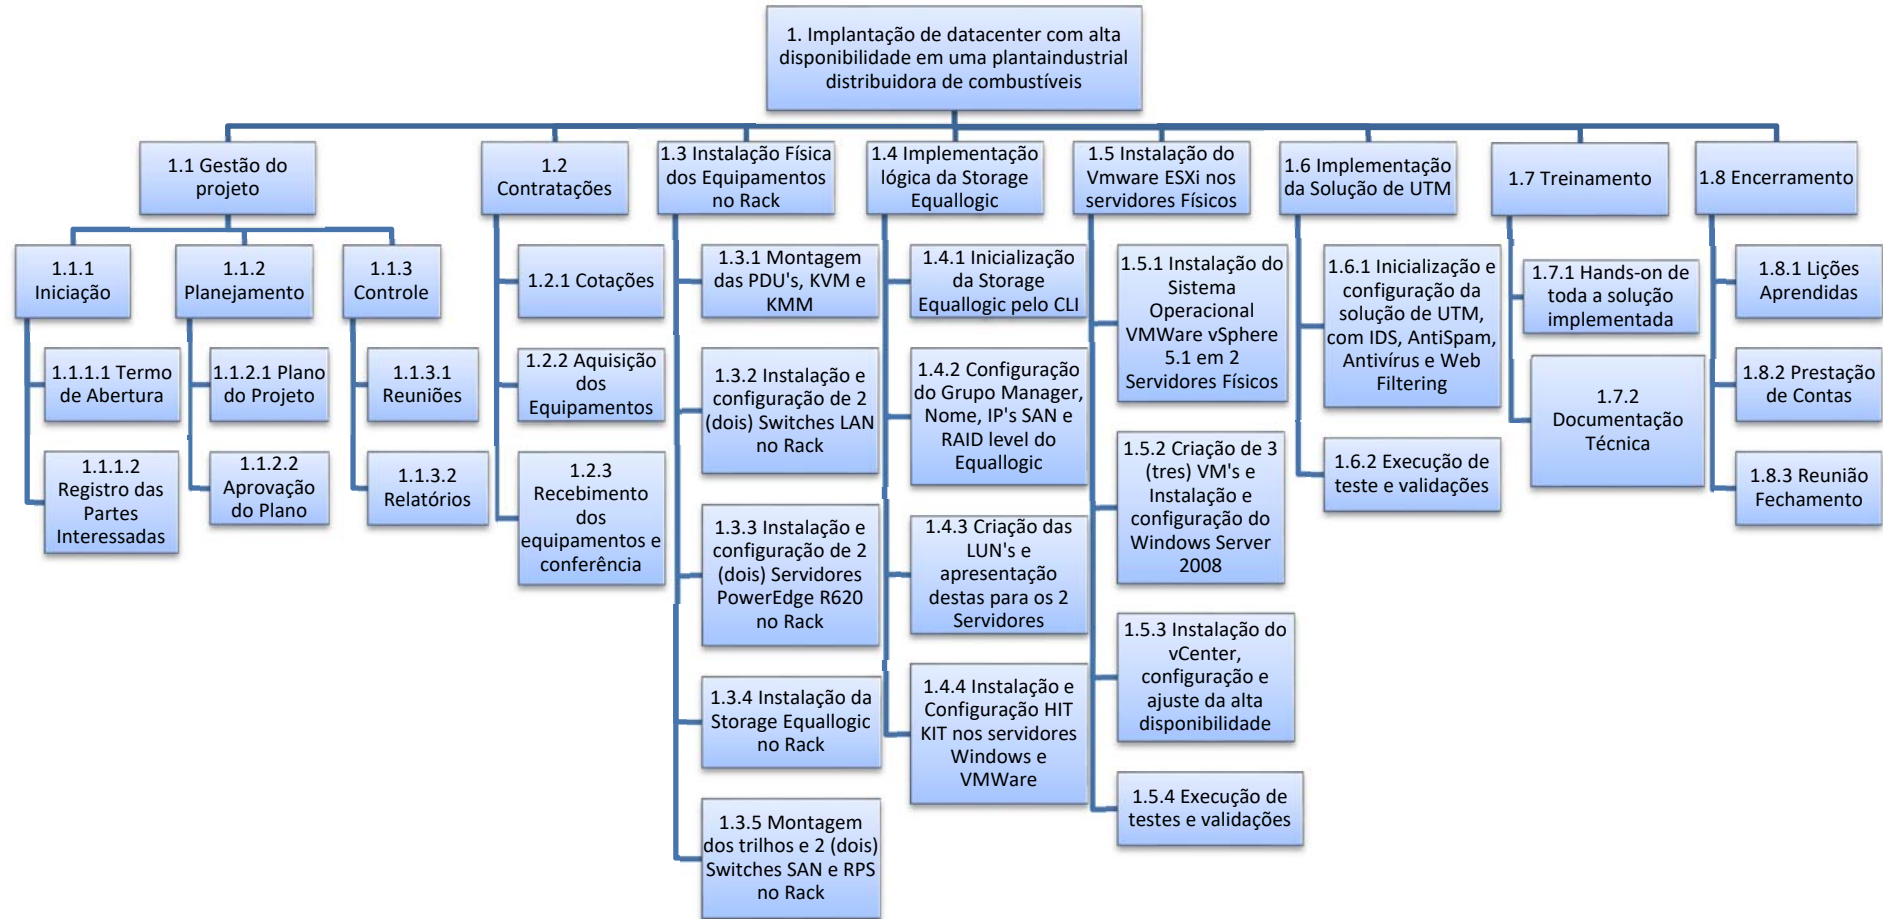 1. Implantação de datacenter com alta
disponibilidade em uma plantaindustrial
distribuidora de combustíveis
1.1 Gestão do
projeto
1.1.1
Iniciação
1.1.1.1 Termo
de Abertura
1.1.1.2
Registro das
Partes
Interessadas
1.1.2
Planejamento
1.1.2.1 Plano
do Projeto
1.1.2.2
Aprovação
do Plano
1.1.3
Controle
1.1.3.1
Reuniões
1.1.3.2
Relatórios
1.2
Contratações
1.2.1 Cotações
1.2.2 Aquisição
dos
Equipamentos
1.2.3
Recebimento
dos
equipamentos e
conferência
1.3 Instalação Física
dos Equipamentos
no Rack
1.3.1 Montagem
das PDU's, KVM e
KMM
1.3.2 Instalação e
configuração de 2
(dois) Switches LAN
no Rack
1.3.3 Instalação e
configuração de 2
(dois) Servidores
PowerEdge R620
no Rack
1.3.4 Instalação da
Storage Equallogic
no Rack
1.3.5 Montagem
dos trilhos e 2 (dois)
Switches SAN e RPS
no Rack
1.4 Implementação
lógica da Storage
Equallogic
1.4.1 Inicialização
da Storage
Equallogic pelo CLI
1.4.2 Configuração
do Grupo Manager,
Nome, IP's SAN e
RAID level do
Equallogic
1.4.3 Criação das
LUN's e
apresentação
destas para os 2
Servidores
1.4.4 Instalação e
Configuração HIT
KIT nos servidores
Windows e
VMWare
1.5 Instalação do
Vmware ESXi nos
servidores Físicos
1.5.1 Instalação do
Sistema
Operacional
VMWare vSphere
5.1 em 2
Servidores Físicos
1.5.2 Criação de 3
(tres) VM's e
Instalação e
configuração do
Windows Server
2008
1.5.3 Instalação do
vCenter,
configuração e
ajuste da alta
disponibilidade
1.5.4 Execução de
testes e validações
1.6 Implementação
da Solução de UTM
1.6.1 Inicialização e
configuração da
solução de UTM,
com IDS, AntiSpam,
Antivírus e Web
Filtering
1.6.2 Execução de
teste e validações
1.7 Treinamento
1.7.1 Hands-on de
toda a solução
implementada
1.7.2
Documentação
Técnica
1.8 Encerramento
1.8.1 Lições
Aprendidas
1.8.2 Prestação
de Contas
1.8.3 Reunião
Fechamento